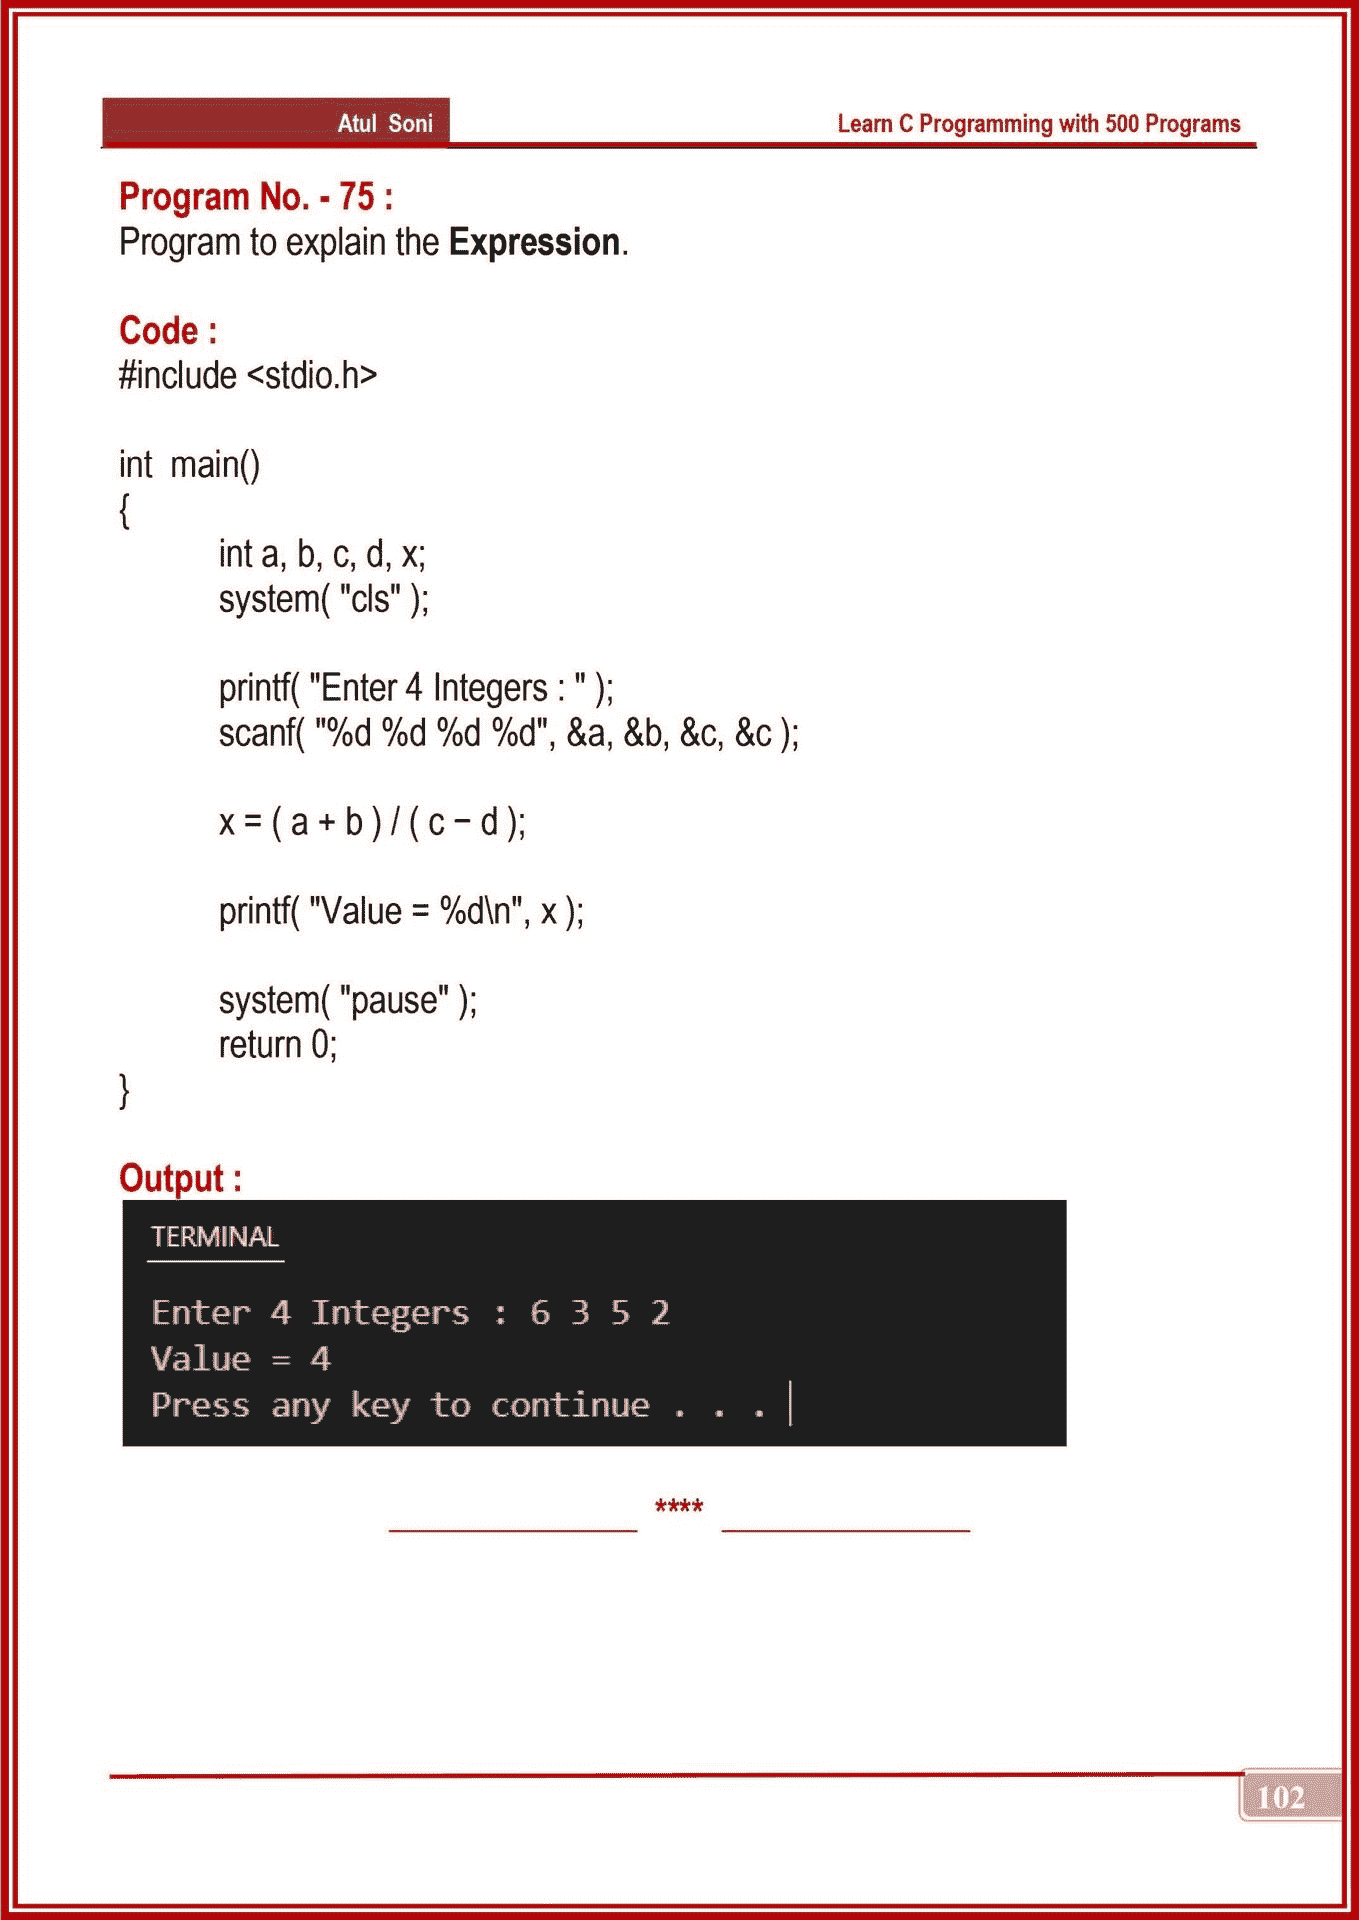 Atul  Soni
Learn C Programming with 500 Programs
Program No. - 75 :
Program to explain the Expression.
Code :
#include <stdio.h>
int  main()
{
int a, b, c, d, x;
system( "cls" );
printf( "Enter 4 Integers : " );
scanf( "%d %d %d %d", &a, &b, &c, &c );
x = ( a + b ) / ( c − d );
printf( "Value = %d\n", x );
system( "pause" );
return 0;
}
Output :
TERMINAL
Enter 4 Integers : 6 3 5 2
Value = 4
Press any key to continue . . .
****
102